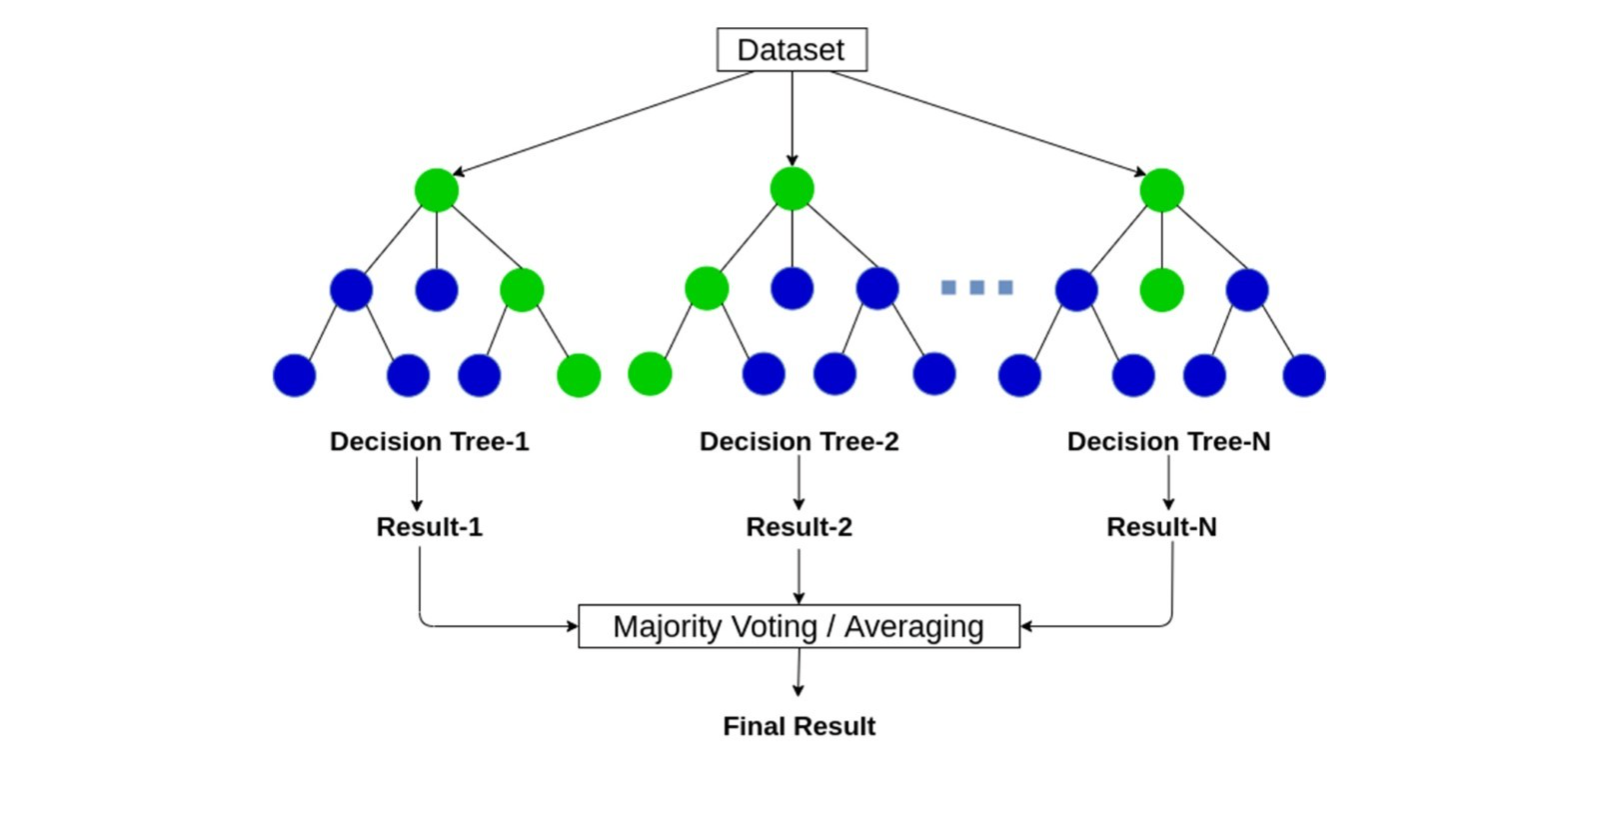 Dataset
Decision Tree-1
Decision Tree-2
Decision Tree-N
Result-1
Result-2
Result-N
Majority Voting / Averaging
Final Result